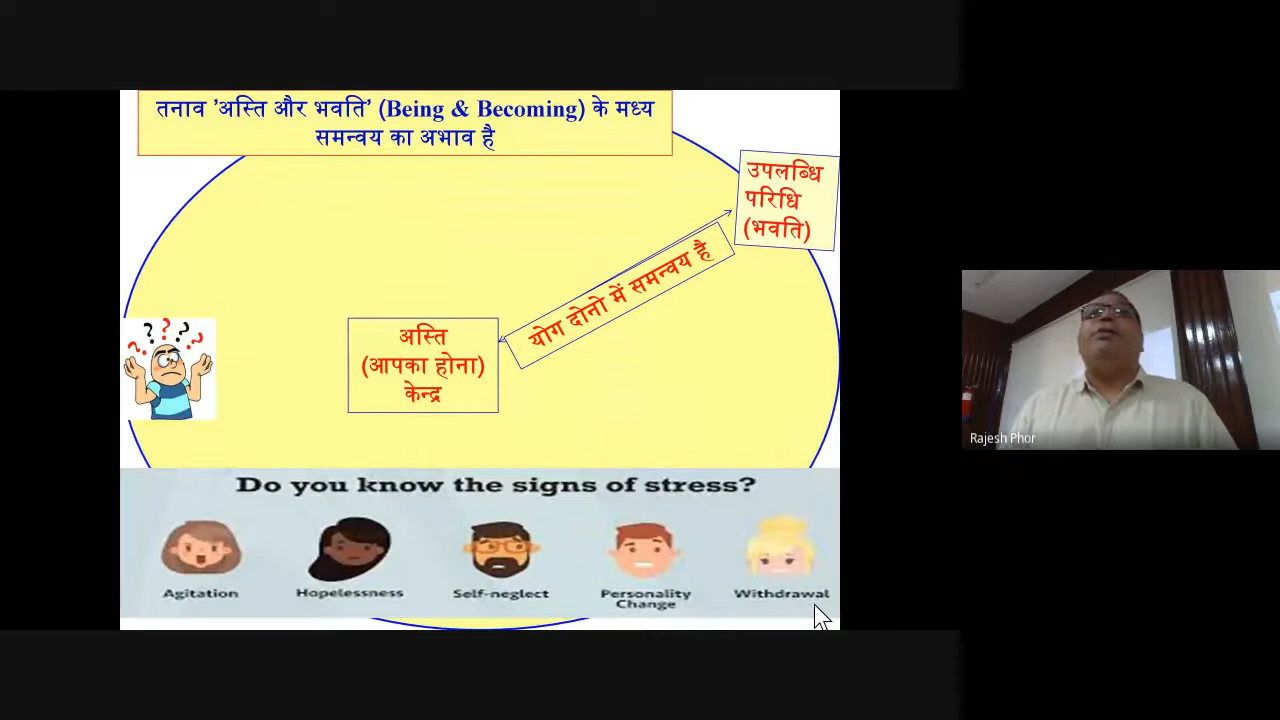 तनाव 'अस्ति और भवति' (Being & Becoming) के मध्य
समन्वय का अभाव है
उपलब्धि
परिधि
(भवति)
योग दोनो में समन्वय है
अस्ति
(आपका होना)
केन्द्र
? ? ? ? ?
Do you know the signs of stress?
Agitation
Hopelessness
Self-neglect
Personality
Change
Withdrawal
Rajesh Phor